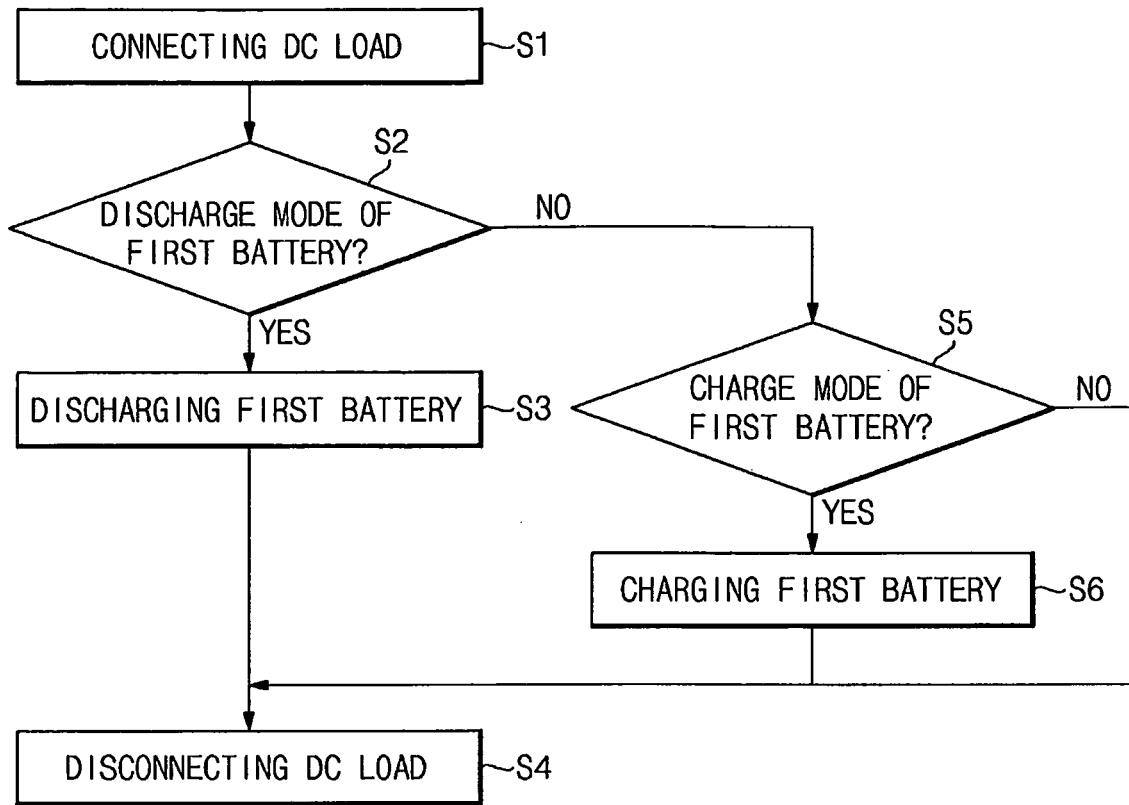 CONNECTING DC LOAD
S1
S2
DISCHARGE MODE OF
FIRST BATTERY?
NO
YES
DISCHARGING FIRST BATTERY
S3
S5
CHARGE MODE OF
FIRST BATTERY?
NO
YES
CHARGING FIRST BATTERY
S6
DISCONNECTING DC LOAD
S4